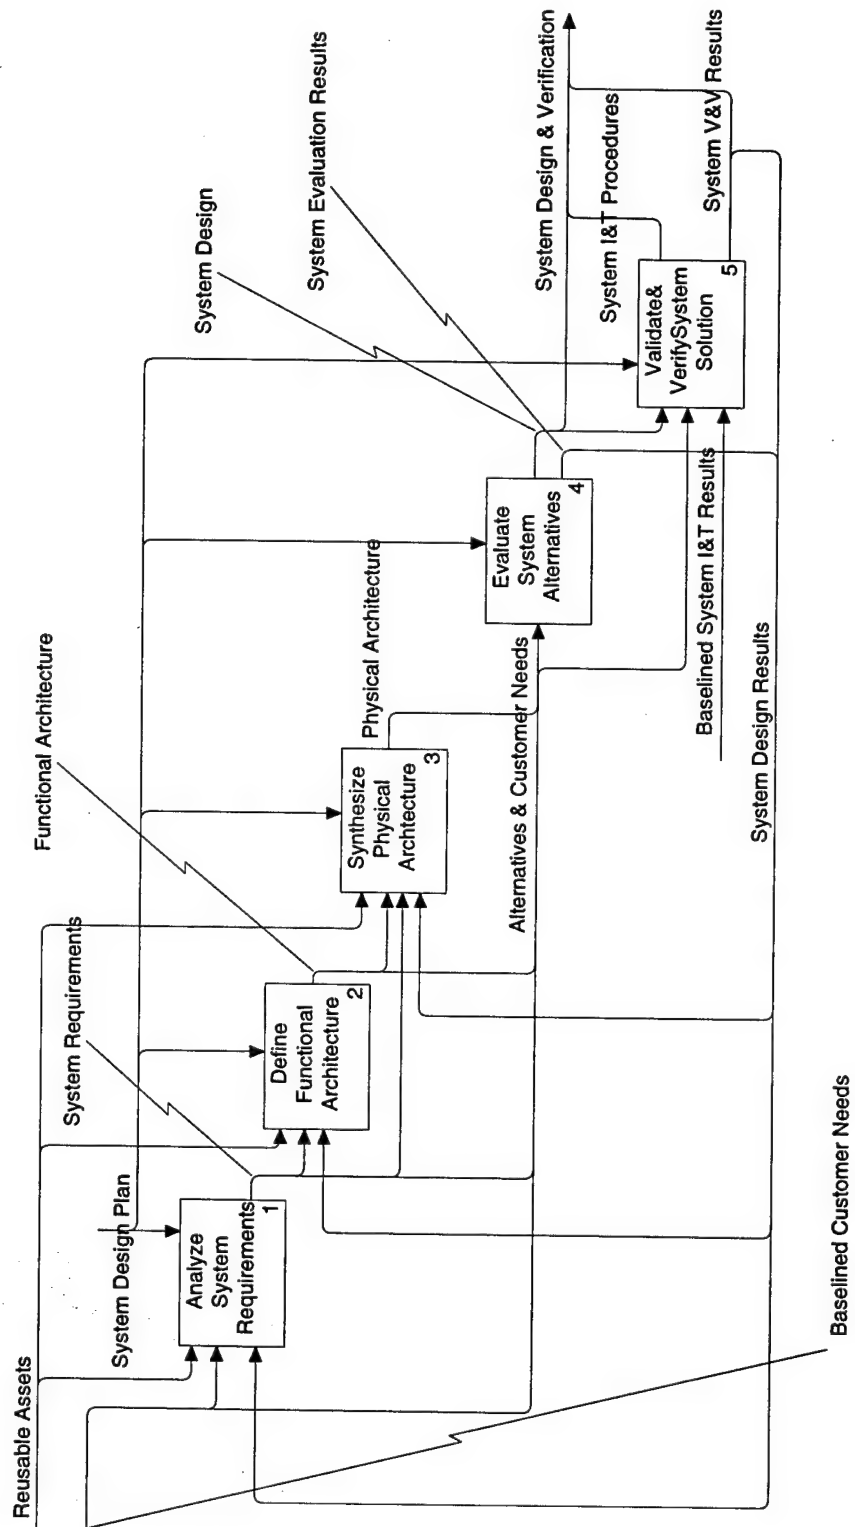 Reusable Assets
System Design Plan
Analyze
System
Requirements
1
System Requirements
Define
Functional
Architecture
2
Functional Architecture
Synthesize
Physical
Archtecture
3
Physical Architecture
Alternatives & Customer Needs
Evaluate
System
Alternatives
4
System Design
System Evaluation Results
Validate&
VerifySystem
Solution
5
System Design & Verification
System I&T Procedures
System V&V Results
Baselined System I&T Results
System Design Results
Baselined Customer Needs